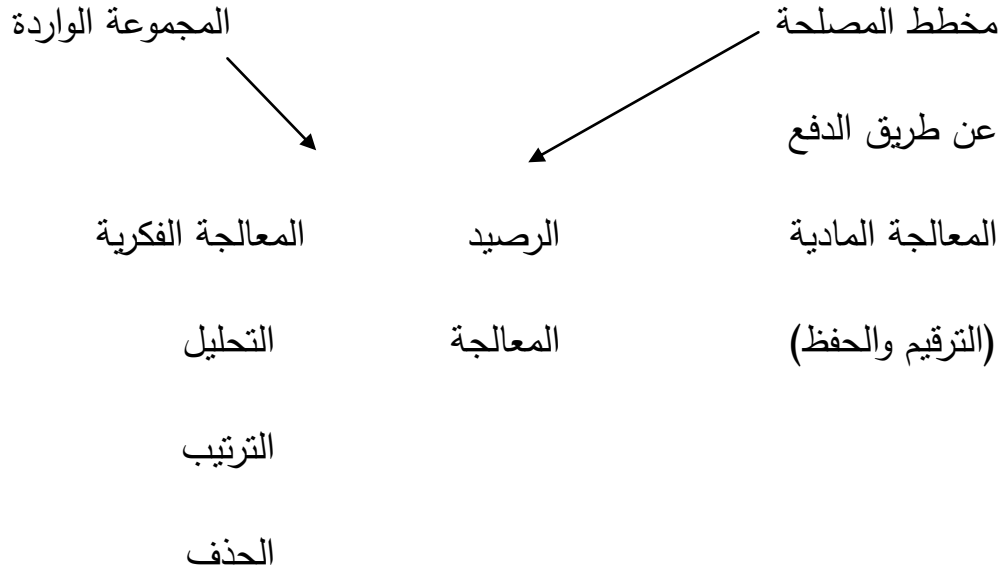 مخطط المصلحة المجموعة الواردة
عن طريق الدفع
المعالجة المادية الرصيد المعالجة الفكرية
(الترقيم والحفظ) المعالجة التحليل
الترتيب
الحذف